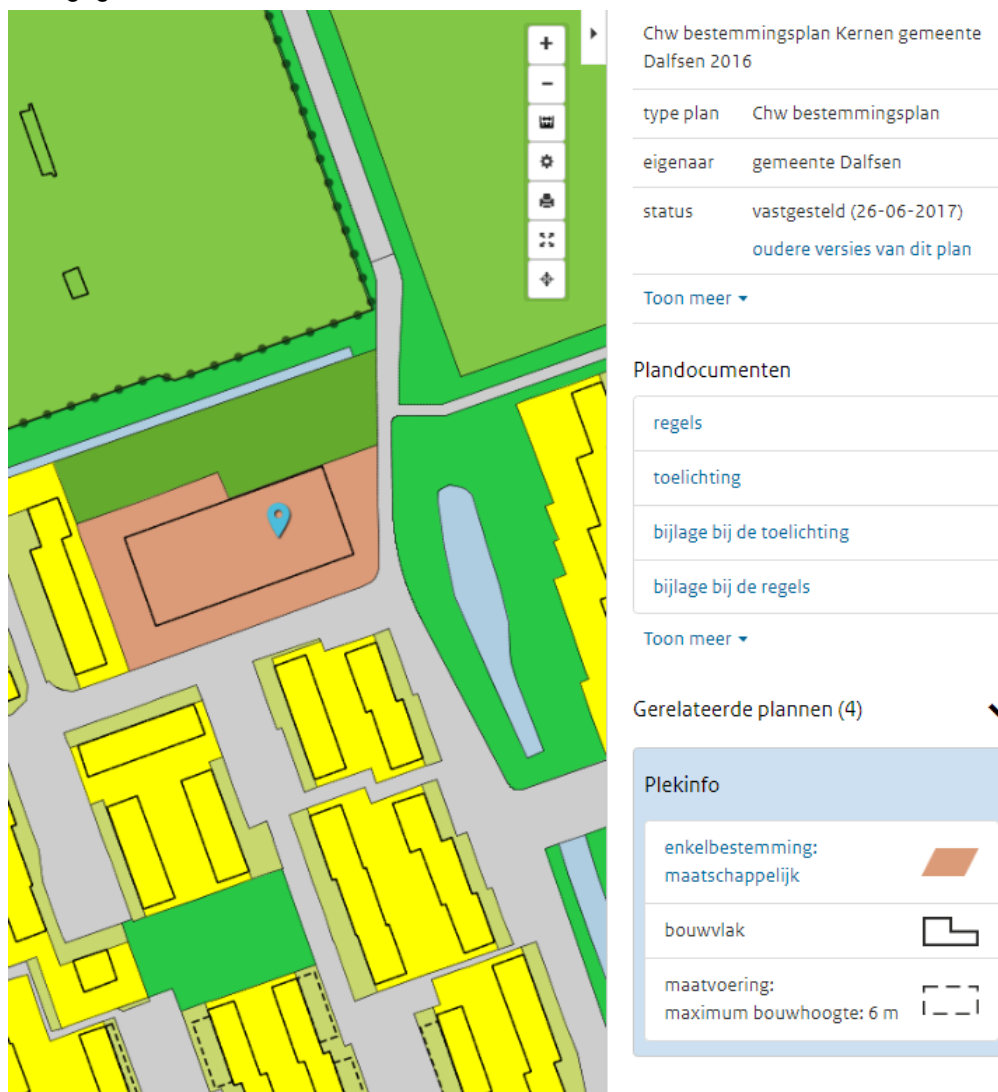 Chw bestemmingsplan Kernen gemeente
Dalfsen 2016
type plan Chw bestemmingsplan
eigenaar gemeente Dalfsen
status vastgesteld (26-06-2017)
oudere versies van dit plan
Toon meer
Plandocumenten
regels
toelichting
bijlage bij de toelichting
bijlage bij de regels
Toon meer
Gerelateerde plannen (4)
Plekinfo
enkelbestemming:
maatschappelijk
bouwvlak
maatvoering:
maximum bouwhoogte: 6 m